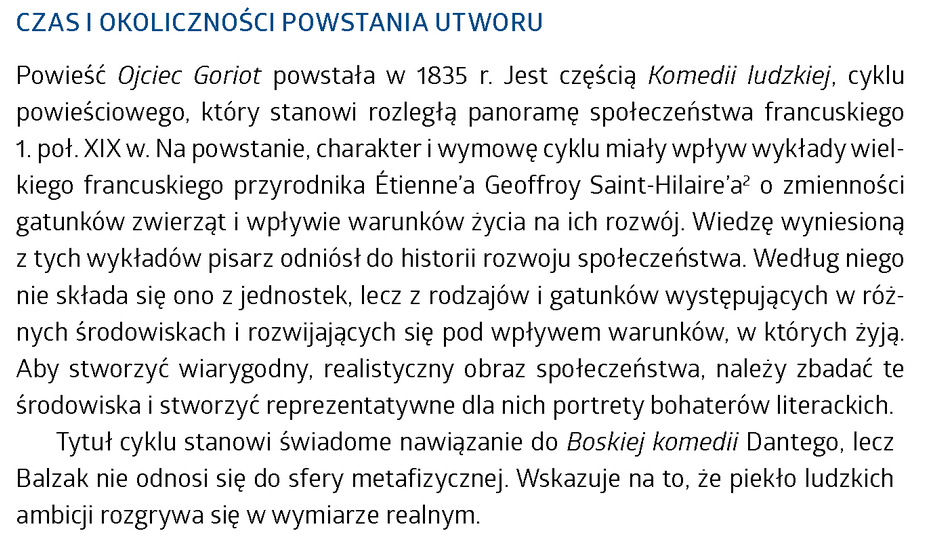 CZAS I OKOLICZNOŚCI POWSTANIA UTWORU
Powieść Ojciec Goriot powstała w 1835 r. Jest częścią Komedii ludzkiej, cyklu
powieściowego, który stanowi rozległą panoramę społeczeństwa francuskiego
1. poł. XIX w. Na powstanie, charakter i wymowę cyklu miały wpływ wykłady wiel-
kiego francuskiego przyrodnika Étienne’a Geoffroy Saint-Hilaire’a² o zmienności
gatunków zwierząt i wpływie warunków życia na ich rozwój. Wiedzę wyniesioną
z tych wykładów pisarz odniósł do historii rozwoju społeczeństwa. Według niego
nie składa się ono z jednostek, lecz z rodzajów i gatunków występujących w róż-
nych środowiskach i rozwijających się pod wpływem warunków, w których żyją.
Aby stworzyć wiarygodny, realistyczny obraz społeczeństwa, należy zbadać te
środowiska i stworzyć reprezentatywne dla nich portrety bohaterów literackich.
Tytuł cyklu stanowi świadome nawiązanie do Boskiej komedii Dantego, lecz
Balzak nie odnosi się do sfery metafizycznej. Wskazuje na to, że piekło ludzkich
ambicji rozgrywa się w wymiarze realnym.